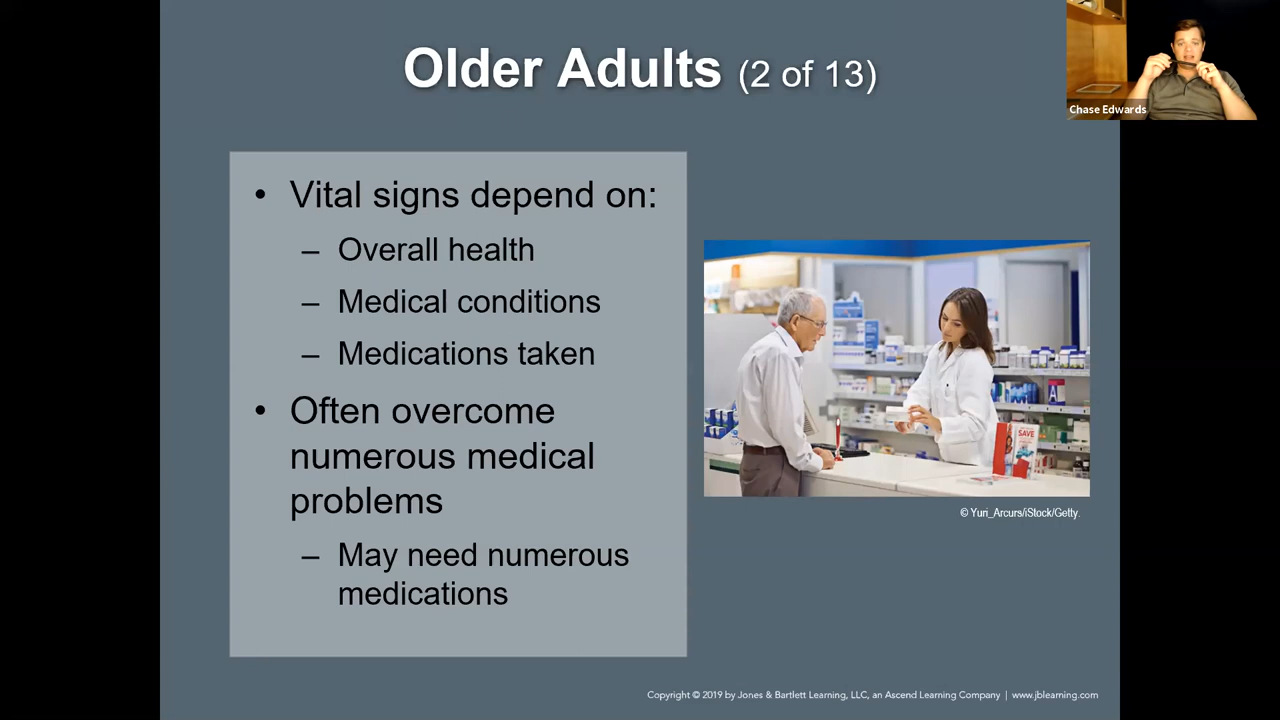 Older Adults (2 of 13)
Chase Edwards
• Vital signs depend on:
– Overall health
– Medical conditions
– Medications taken
• Often overcome
numerous medical
problems
– May need numerous
medications
SAVE
© Yuri_Arcurs/iStock/Getty.
Copyright © 2019 by Jones & Bartlett Learning, LLC, an Ascend Learning Company | www.jblearning.com